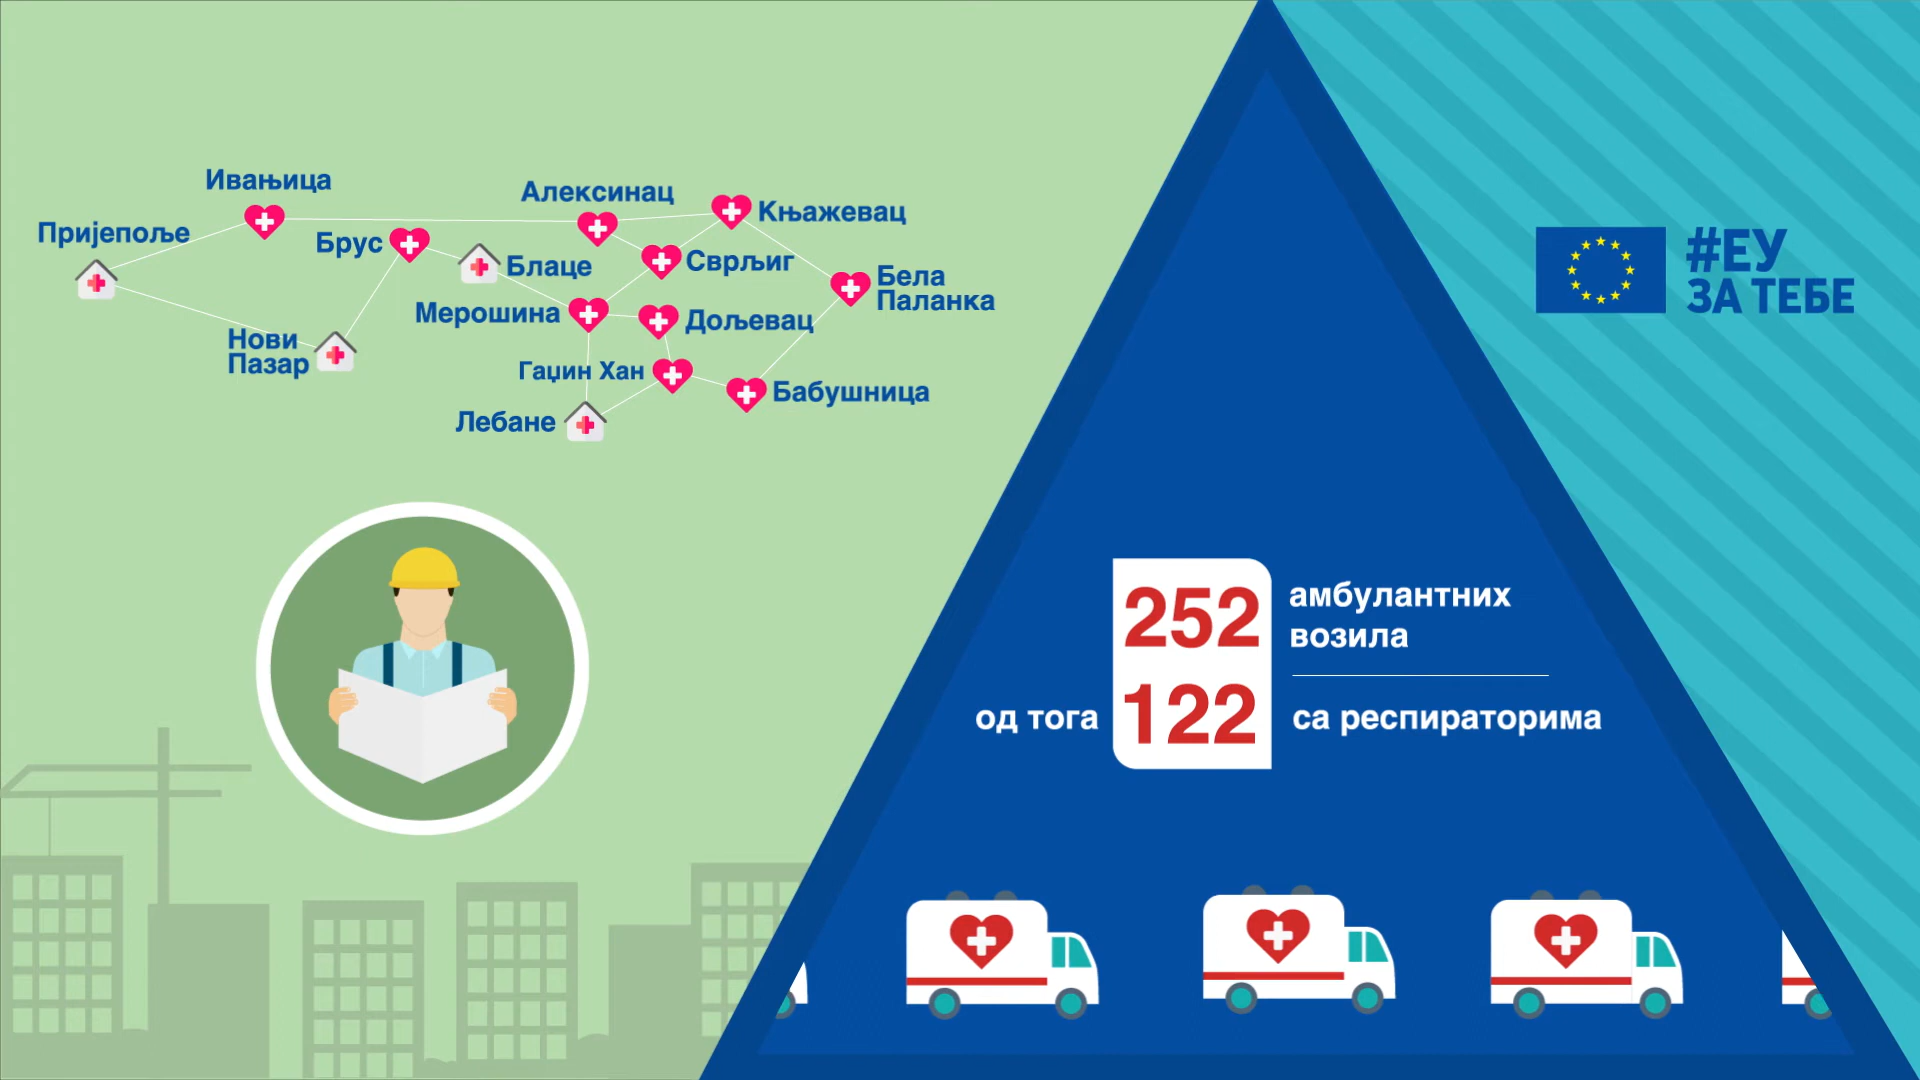 Ивањица
Пријепоље
Брус
Алексинац
Књажевац
Блаце
Сврљиг
Бела
Паланка
Мерошина
Дољевац
Нови
Пазар
Гаџин Хан
Бабушница
Лебане
#ЕУ
ЗА ТЕБЕ
252 амбулантних
возила
од тога 122 са респираторима